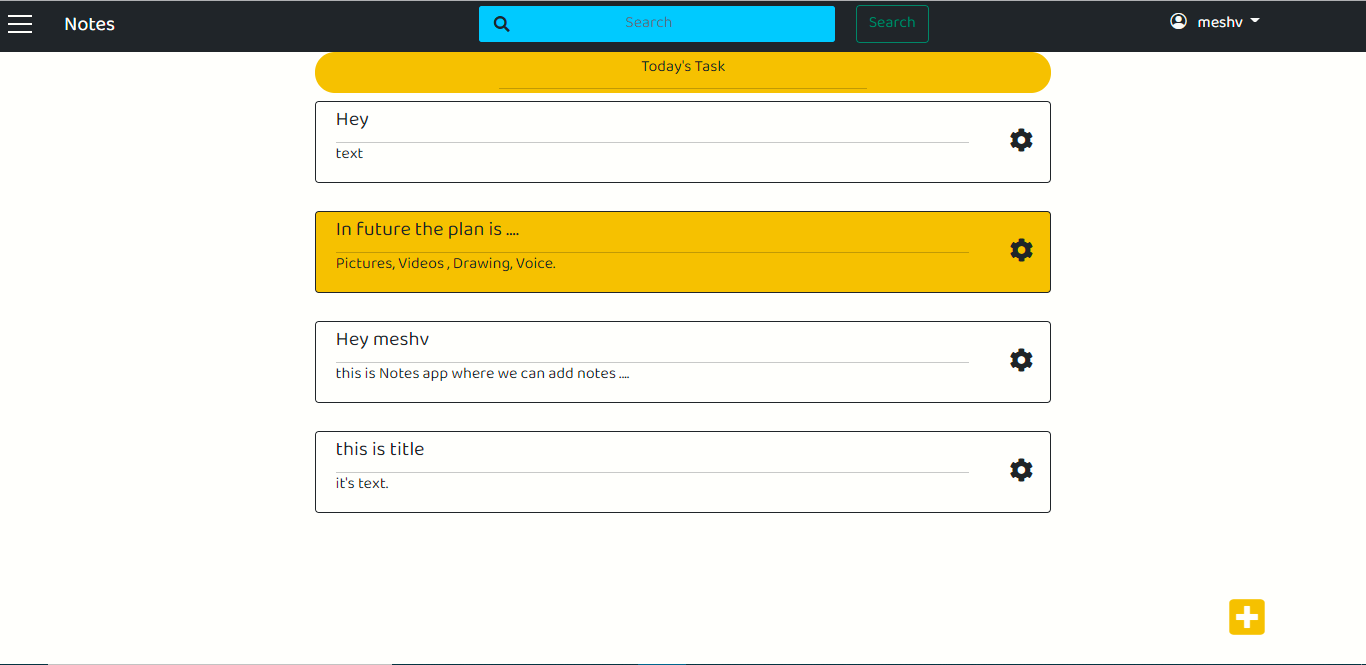 Notes
Search
Search
meshv
Today's Task
Hey
text
In future the plan is ....
Pictures, Videos , Drawing, Voice.
Hey meshv
this is Notes app where we can add notes ....
this is title
it's text.